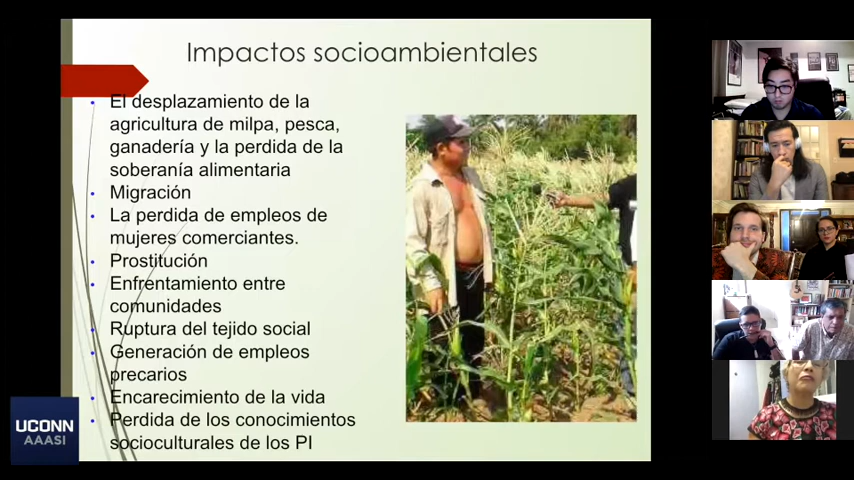 Impactos socioambientales
El desplazamiento de la
agricultura de milpa, pesca,
ganadería y la perdida de la
soberanía alimentaria
Migración
La perdida de empleos de
mujeres comerciantes.
Prostitución
Enfrentamiento entre
comunidades
Ruptura del tejido social
Generación de empleos
precarios
Encarecimiento de la vida
Perdida de los conocimientos
socioculturales de los PI
UCONN
AAASI